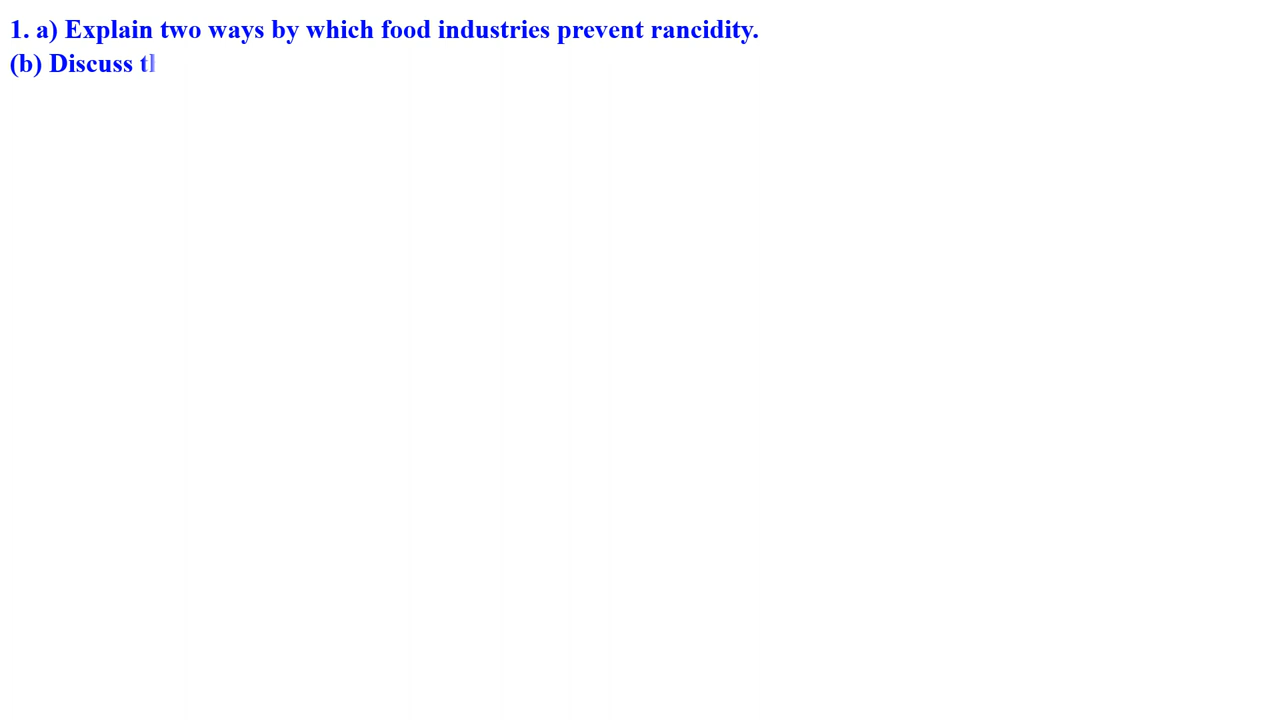 1. a) Explain two ways by which food industries prevent rancidity.
(b) Discuss